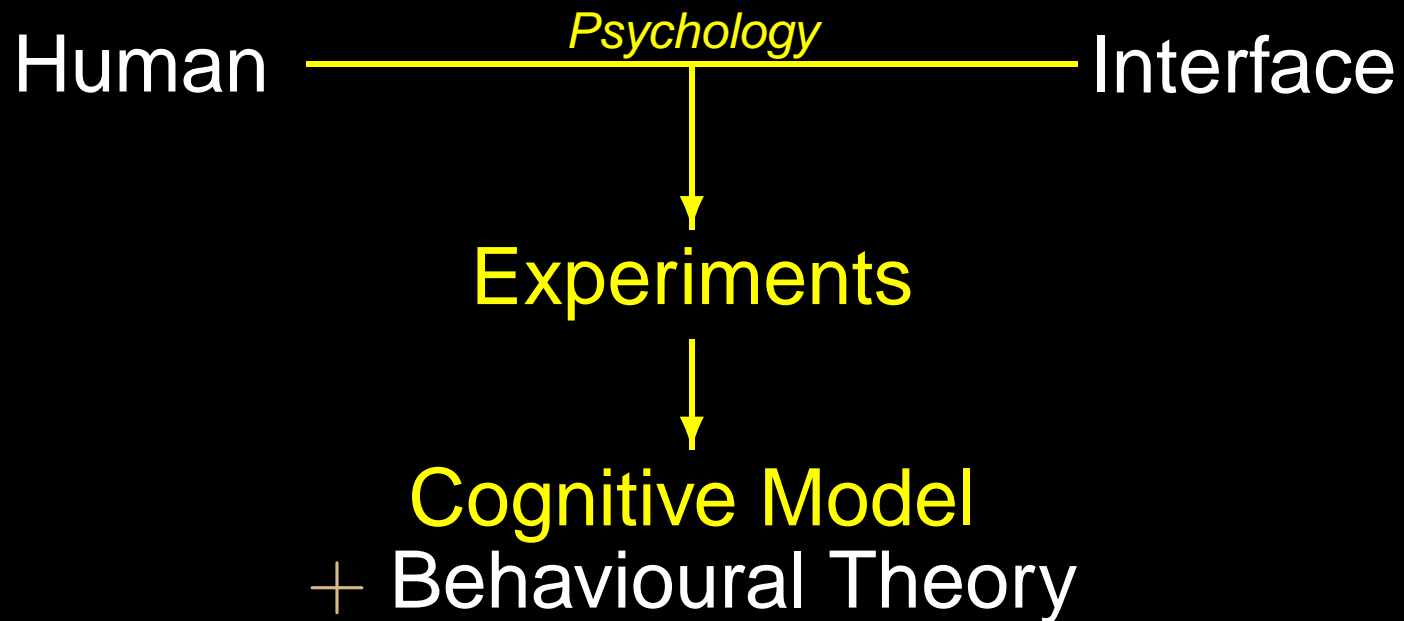 Psychology
Human Interface
Experiments
Cognitive Model
+ Behavioural Theory